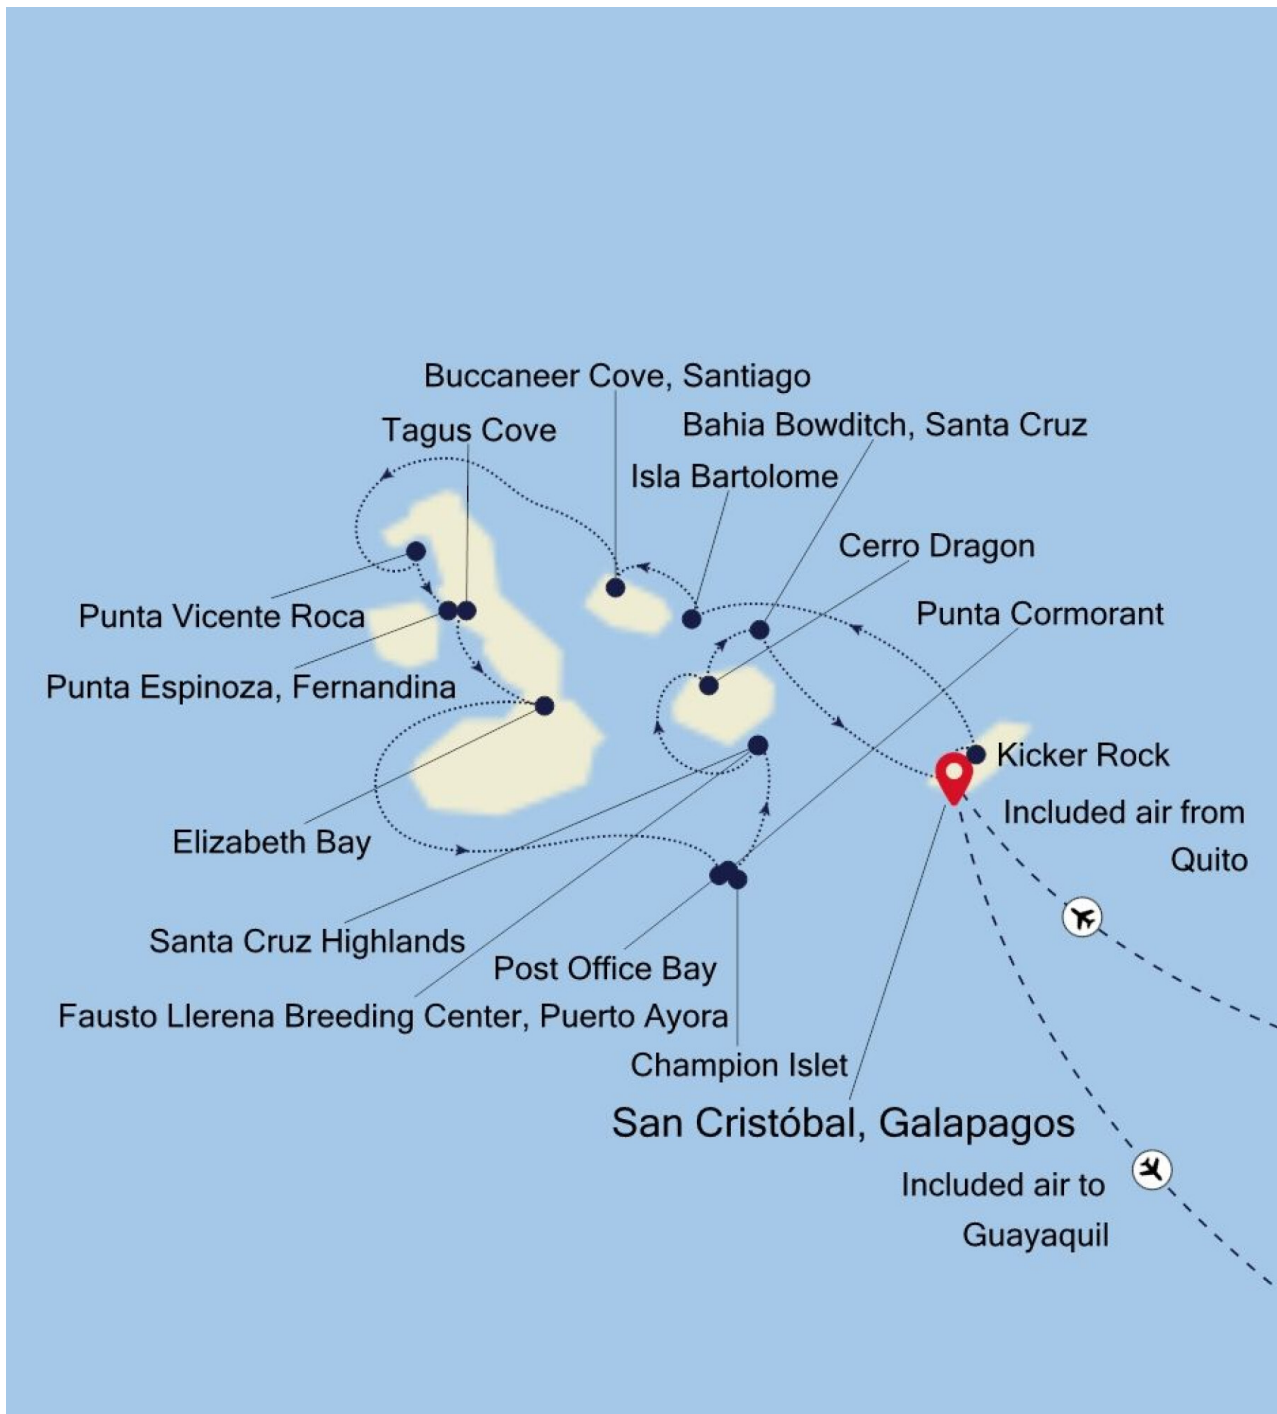 Buccaneer Cove, Santiago
Bahia Bowditch, Santa Cruz
Tagus Cove
Isla Bartolome
Cerro Dragon
Punta Vicente Roca
Punta Cormorant
Punta Espinoza, Fernandina
Kicker Rock
Included air from
Quito
Elizabeth Bay
Santa Cruz Highlands
Post Office Bay
Fausto Llerena Breeding Center, Puerto Ayora
Champion Islet
San Cristóbal, Galapagos
Included air to
Guayaquil